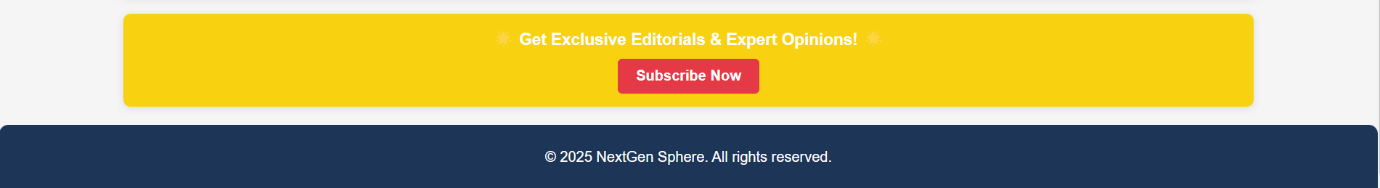 Get Exclusive Editorials & Expert Opinions!
Subscribe Now
© 2025 NextGen Sphere. All rights reserved.